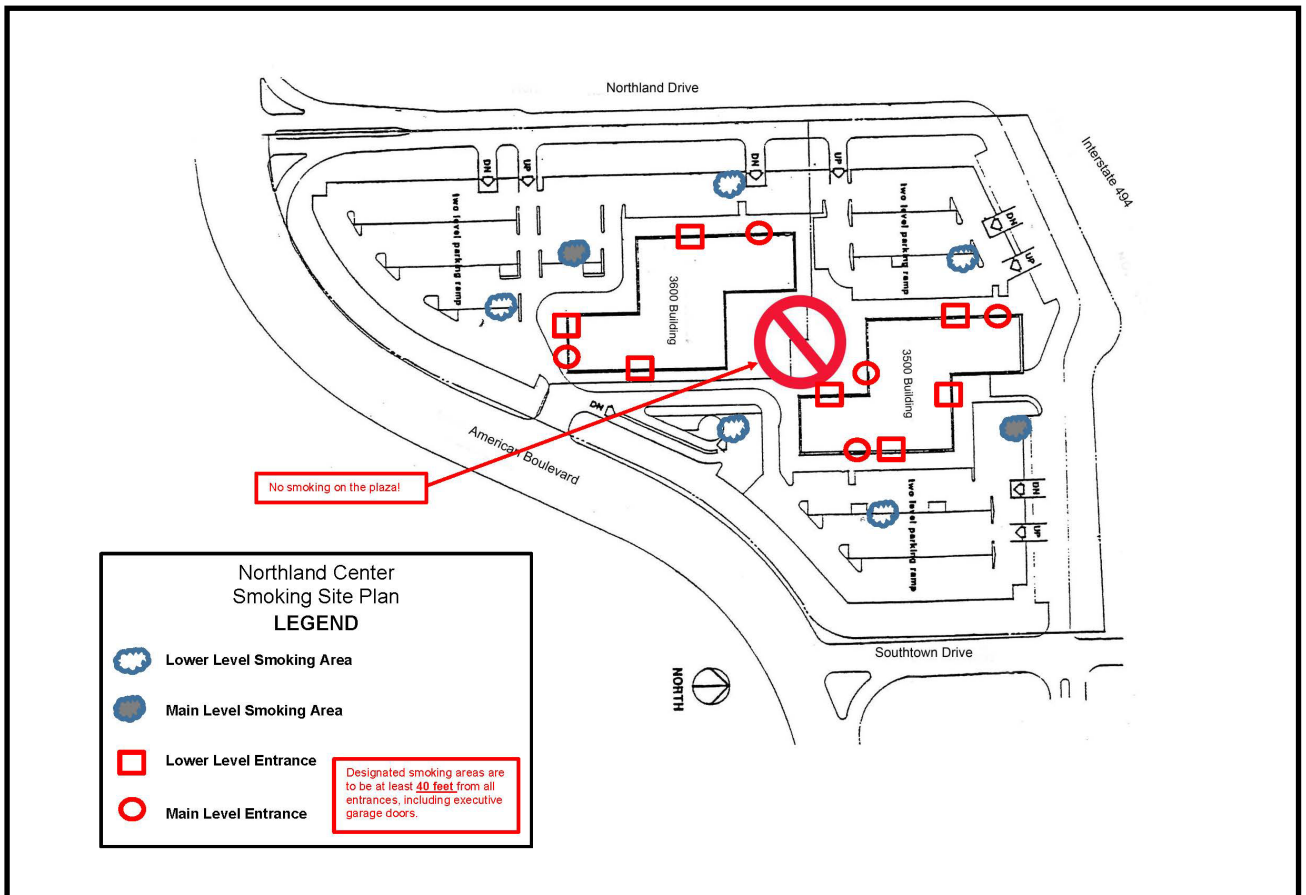 Northland Drive
Interstate 494
DN
UP
DN
UP
DN
UP
two level parking ramp
two level parking ramp
3600 Building
3500 Building
DN
American Boulevard
No smoking on the plaza!
DN
UP
two level parking ramp
Southtown Drive
NORTH
Northland Center
Smoking Site Plan
LEGEND
Lower Level Smoking Area
Main Level Smoking Area
Lower Level Entrance
Main Level Entrance
Designated smoking areas are
to be at least 40 feet from all
entrances, including executive
garage doors.